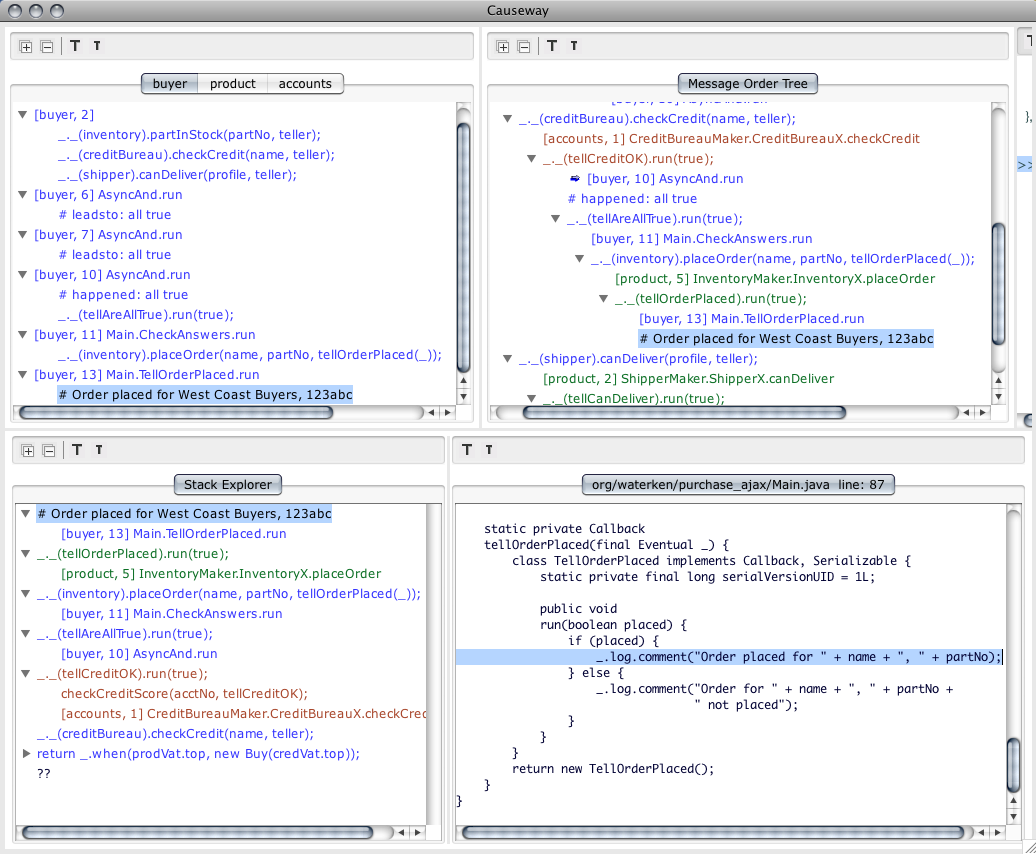 Causeway
T T
buyer product accounts
[buyer, 2]
_._(inventory).partInStock(partNo, teller);
_._(creditBureau).checkCredit(name, teller);
_._(shipper).canDeliver(profile, teller);
[buyer, 6] AsyncAnd.run
# leadsto: all true
[buyer, 7] AsyncAnd.run
# leadsto: all true
[buyer, 10] AsyncAnd.run
# happened: all true
_._(tellAreAllTrue).run(true);
[buyer, 11] Main.CheckAnswers.run
_._(inventory).placeOrder(name, partNo, tellOrderPlaced(_));
[buyer, 13] Main.TellOrderPlaced.run
# Order placed for West Coast Buyers, 123abc
T T
Message Order Tree
_._(creditBureau).checkCredit(name, teller);
[accounts, 1] CreditBureauMaker.CreditBureauX.checkCredit
_._(tellCreditOK).run(true);
[buyer, 10] AsyncAnd.run
# happened: all true
_._(tellAreAllTrue).run(true);
[buyer, 11] Main.CheckAnswers.run
_._(inventory).placeOrder(name, partNo, tellOrderPlaced(_));
[product, 5] InventoryMaker.InventoryX.placeOrder
_._(tellOrderPlaced).run(true);
[buyer, 13] Main.TellOrderPlaced.run
# Order placed for West Coast Buyers, 123abc
_._(shipper).canDeliver(profile, teller);
[product, 2] ShipperMaker.ShipperX.canDeliver
_._(tellCanDeliver).run(true);
},
>>
T T
Stack Explorer
# Order placed for West Coast Buyers, 123abc
[buyer, 13] Main.TellOrderPlaced.run
_._(tellOrderPlaced).run(true);
[product, 5] InventoryMaker.InventoryX.placeOrder
_._(inventory).placeOrder(name, partNo, tellOrderPlaced(_));
[buyer, 11] Main.CheckAnswers.run
_._(tellAreAllTrue).run(true);
[buyer, 10] AsyncAnd.run
_._(tellCreditOK).run(true);
checkCreditScore(acctNo, tellCreditOK);
[accounts, 1] CreditBureauMaker.CreditBureauX.checkCred
_._(creditBureau).checkCredit(name, teller);
return _.when(prodVat.top, new Buy(credVat.top));
??
T T
org/waterken/purchase_ajax/Main.java line: 87
static private Callback
tellOrderPlaced(final Eventual _) {
class TellOrderPlaced implements Callback, Serializable {
static private final long serialVersionUID = 1L;
public void
run(boolean placed) {
if (placed) {
_.log.comment("Order placed for " + name + ", " + partNo);
} else {
_.log.comment("Order for " + name + ", " + partNo +
" not placed");
}
}
}
return new TellOrderPlaced();
}
}